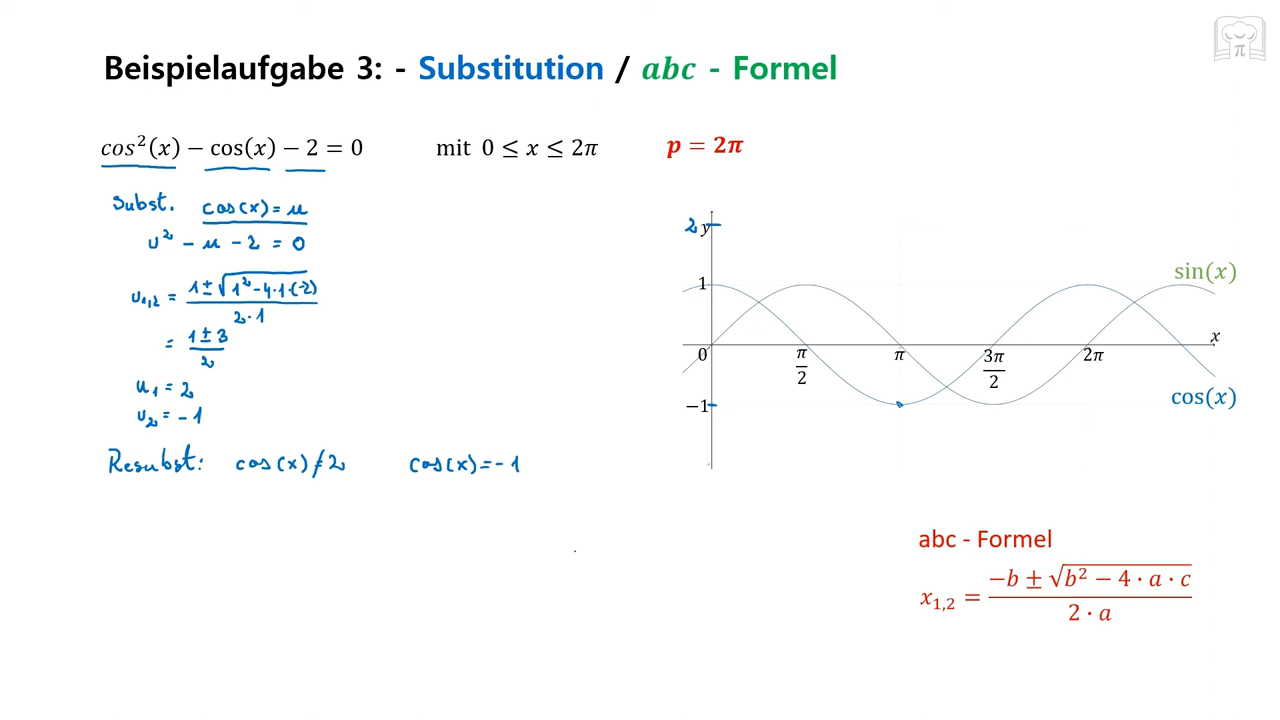 Beispielaufgabe 3: - Substitution / abc - Formel
cos²(x) − cos(x) − 2 = 0 mit 0 ≤ x ≤ 2π p = 2π
Subst. cos(x) = u
u² − u − 2 = 0
u₁,₂ = (1 ± √(1² − 4·1·(−2))) / (2·1)
= (1 ± 3) / 2
u₁ = 2
u₂ = −1
Resubst: cos(x) ≠ 2 cos(x) = −1
2 y
sin(x)
1
x
0 π/2 π 3π/2 2π
−1
cos(x)
abc - Formel
x₁,₂ = (−b ± √(b² − 4 · a · c)) / (2 · a)
π